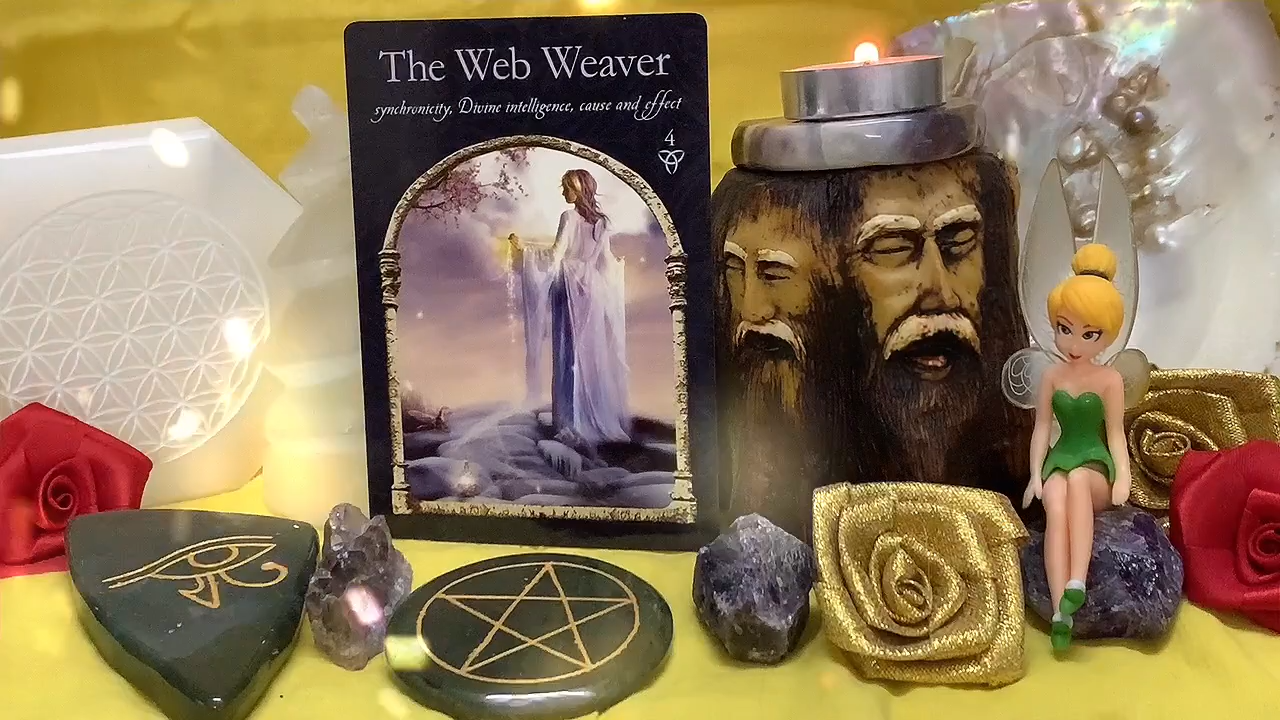 The Web Weaver
synchronicity, Divine intelligence, cause and effect
4